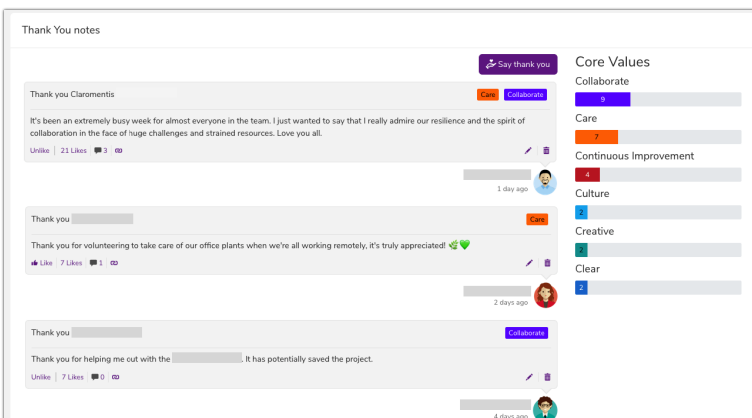 Thank You notes
Say thank you
Thank you Claromentis
Care Collaborate
It's been an extremely busy week for almost everyone in the team. I just wanted to say that I really admire our resilience and the spirit of
collaboration in the face of huge challenges and strained resources. Love you all.
Unlike 21 Likes 3
1 day ago
Thank you
Care
Thank you for volunteering to take care of our office plants when we're all working remotely, it's truly appreciated! 🌿💚
Like 7 Likes 1
2 days ago
Thank you
Collaborate
Thank you for helping me out with the . It has potentially saved the project.
Unlike 7 Likes 0
4 days ago
Core Values
Collaborate
9
Care
7
Continuous Improvement
4
Culture
2
Creative
2
Clear
2